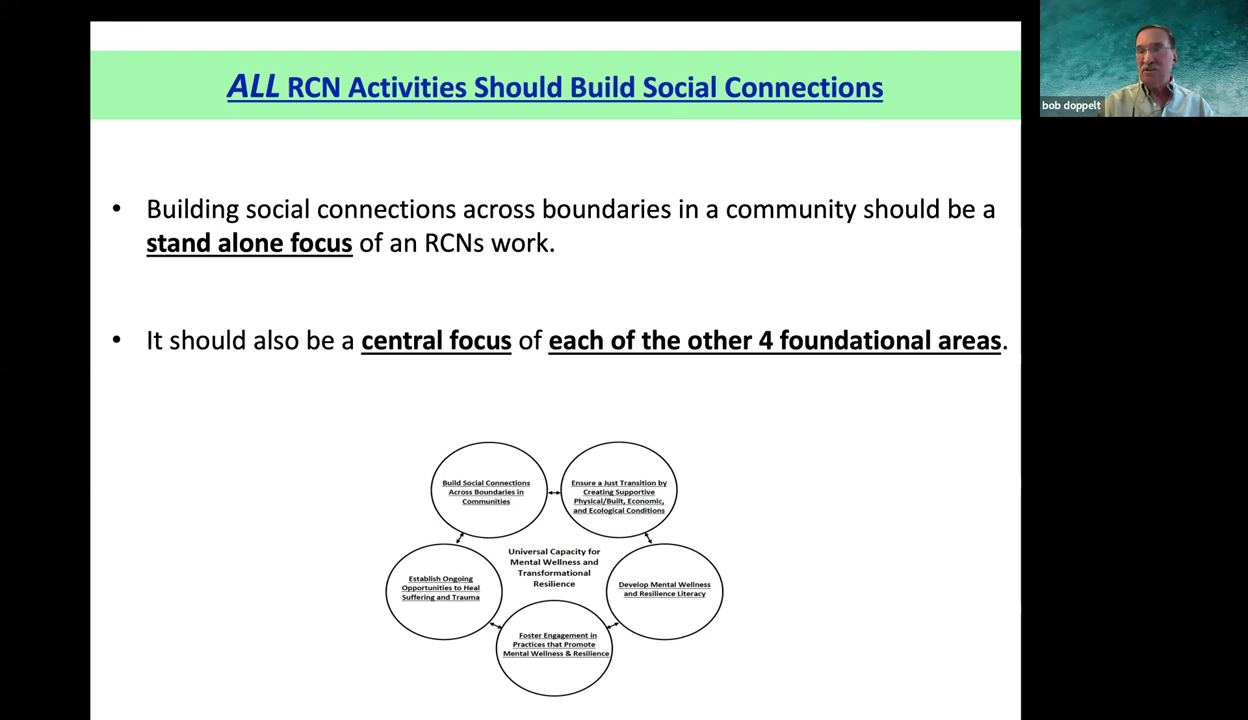 ALL RCN Activities Should Build Social Connections
bob doppelt
• Building social connections across boundaries in a community should be a
stand alone focus of an RCNs work.
• It should also be a central focus of each of the other 4 foundational areas.
Build Social Connections
Across Boundaries in
Communities
Ensure a Just Transition by
Creating Supportive
Physical/Built, Economic,
and Ecological Conditions
Universal Capacity for
Mental Wellness and
Transformational
Resilience
Establish Ongoing
Opportunities to Heal
Suffering and Trauma
Develop Mental Wellness
and Resilience Literacy
Foster Engagement in
Practices that Promote
Mental Wellness & Resilience